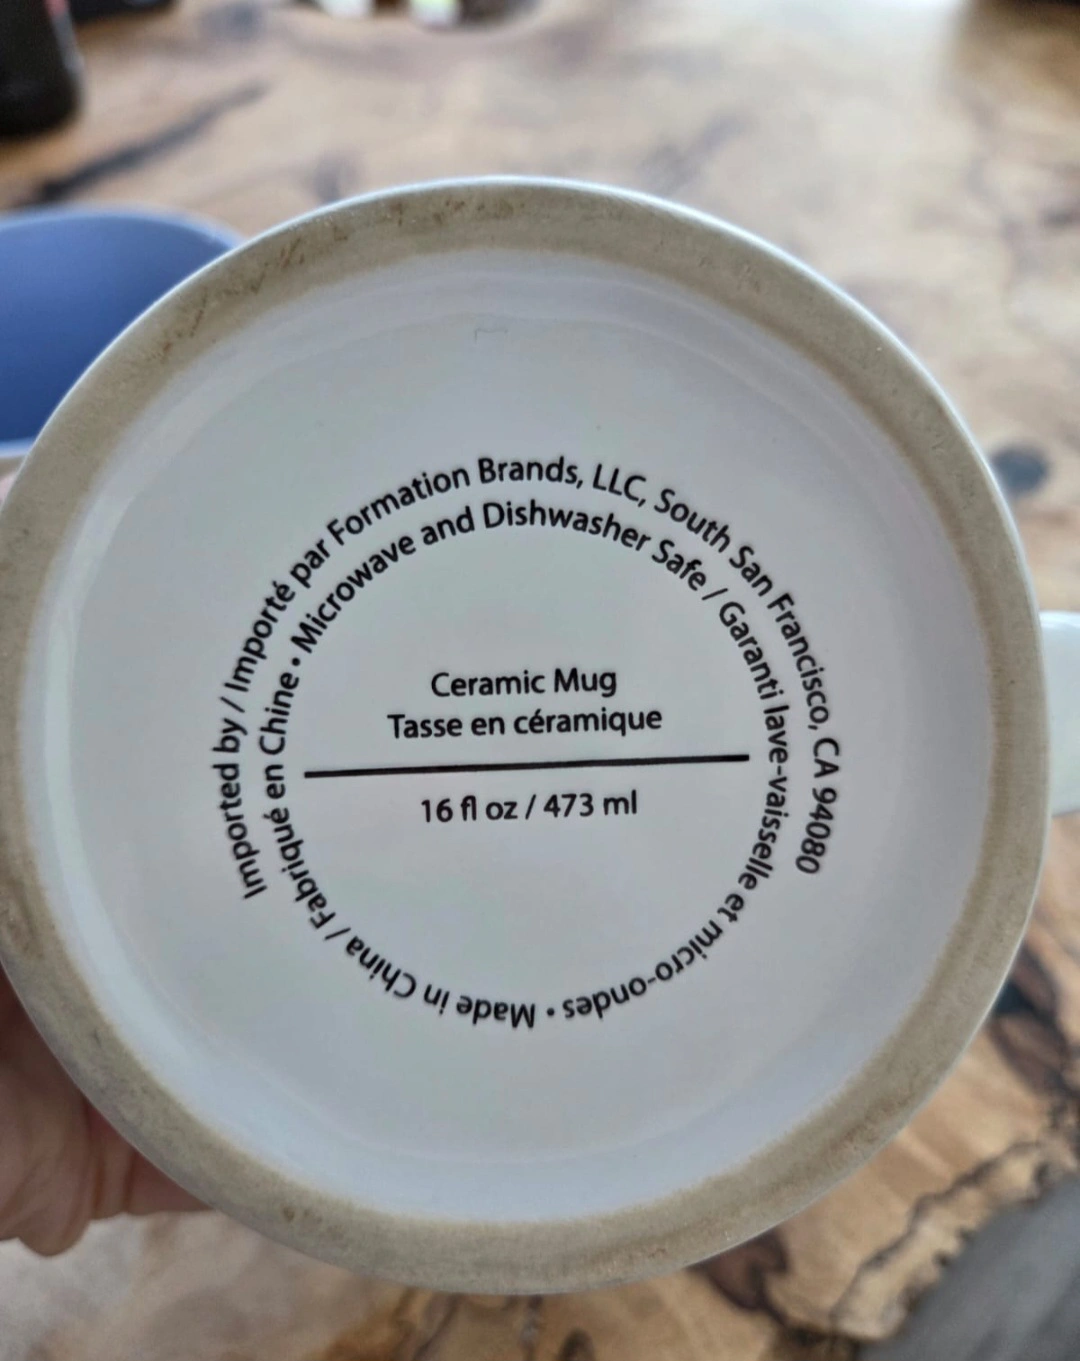 Imported by / Importé par Formation Brands, LLC, South San Francisco, CA 94080
Microwave and Dishwasher Safe / Garanti lave-vaisselle et micro-ondes • Made in China / Fabriqué en Chine •
Ceramic Mug
Tasse en céramique
16 fl oz / 473 ml